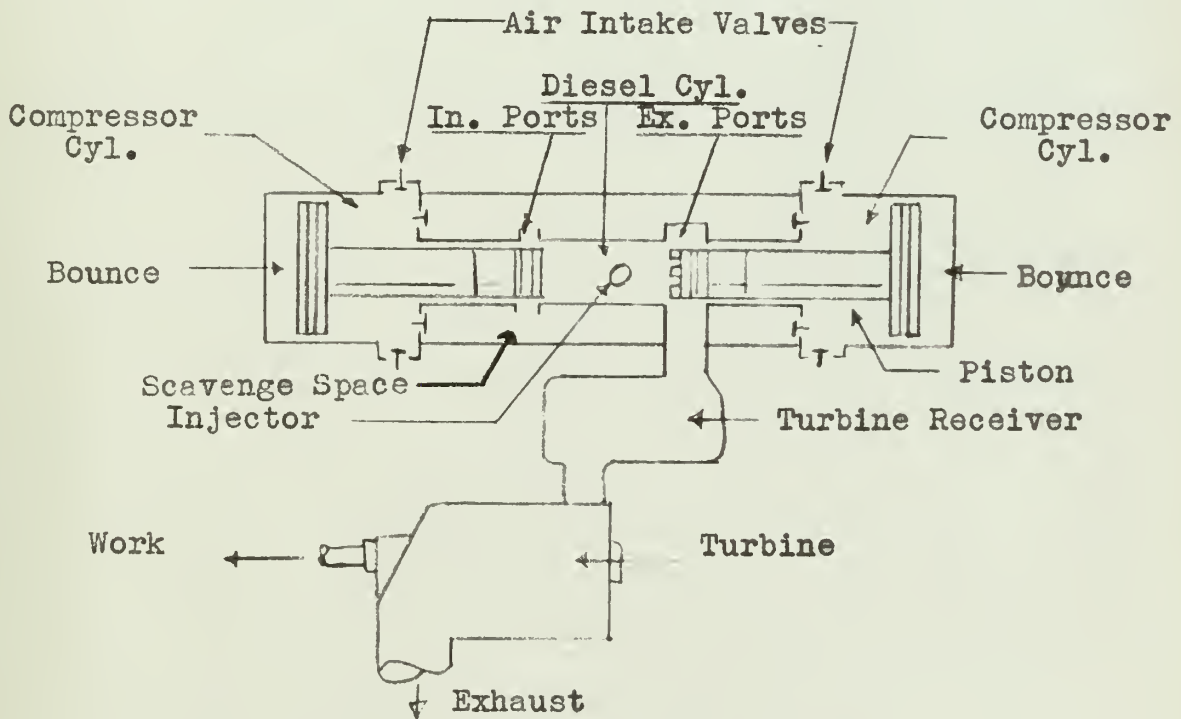 Air Intake Valves
Diesel Cyl.
Compressor
Cyl.
In. Ports
Ex. Ports
Compressor
Cyl.
Bounce
Bounce
Scavenge Space
Injector
Piston
Turbine Receiver
Work
Turbine
Exhaust